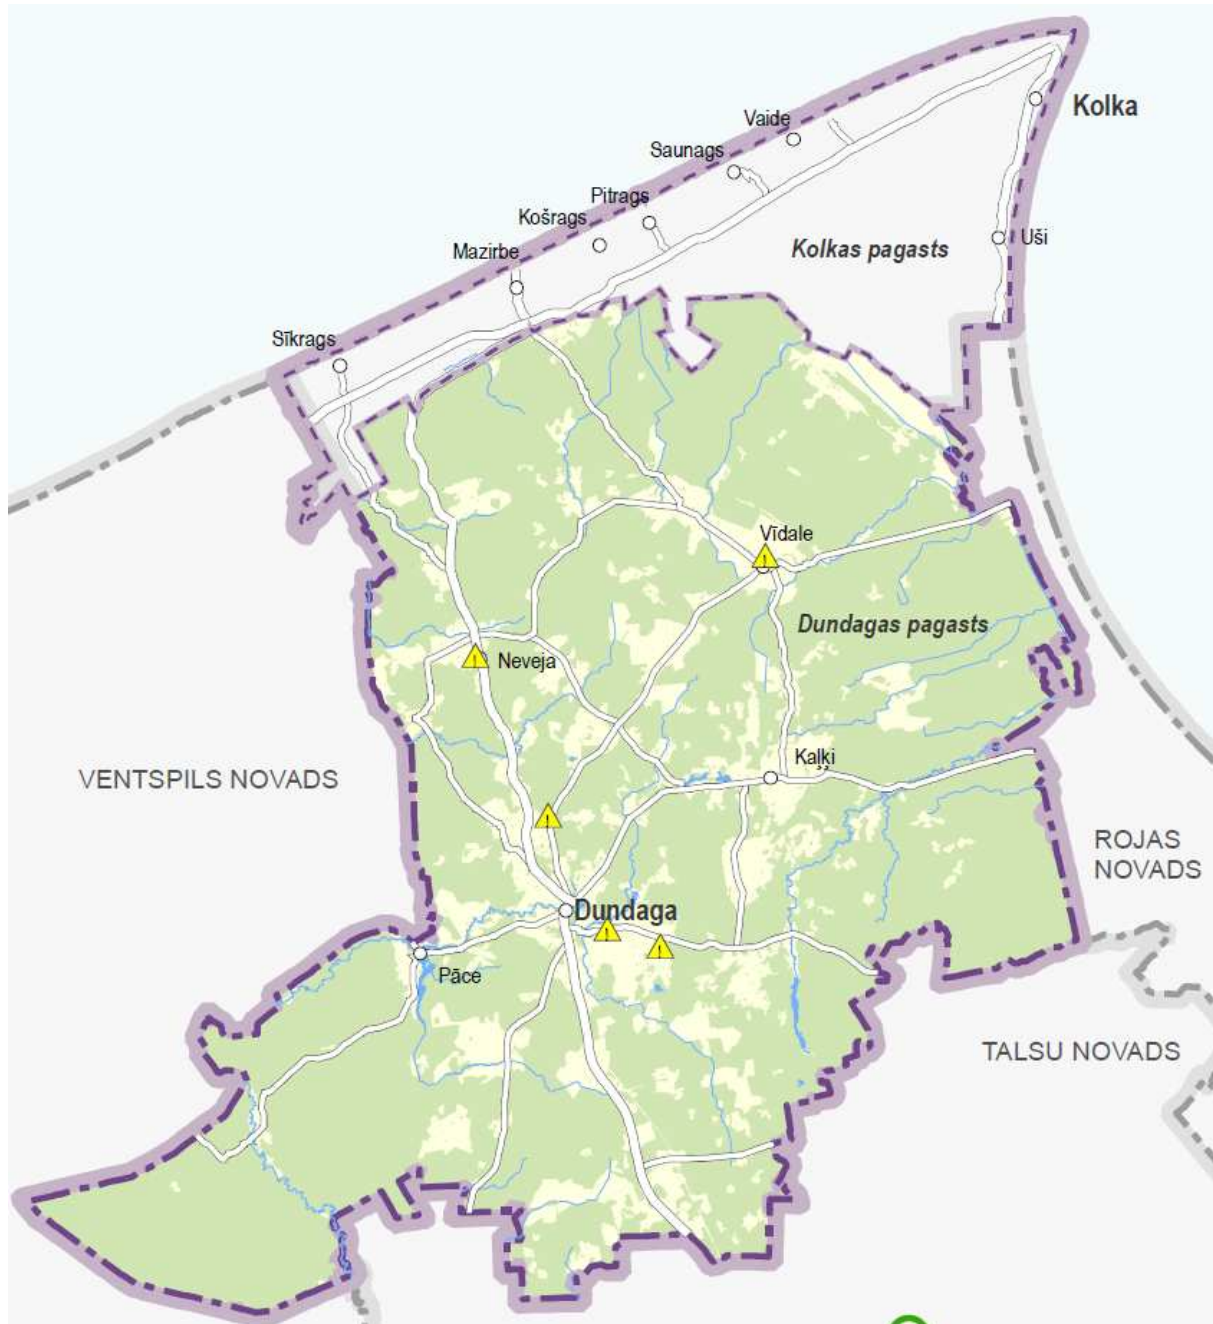 Kolka
Vaide
Saunags
Pitrags
Košrags
Uši
Mazirbe
Kolkas pagasts
Sīkrags
Vīdale
Dundagas pagasts
Neveja
Kaļķi
VENTSPILS NOVADS
ROJAS
NOVADS
Dundaga
Pāce
TALSU NOVADS